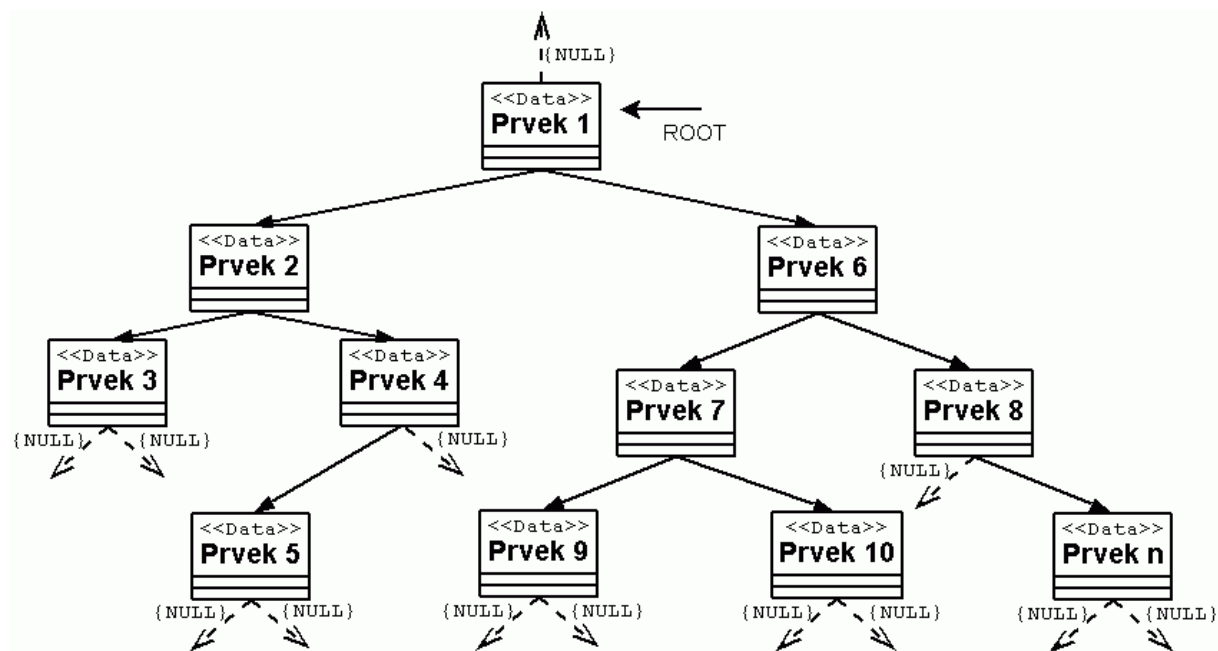 {NULL}
<<Data>>
Prvek 1
ROOT
<<Data>>
Prvek 2
<<Data>>
Prvek 6
<<Data>>
Prvek 3
<<Data>>
Prvek 4
<<Data>>
Prvek 7
<<Data>>
Prvek 8
{NULL}
{NULL}
{NULL}
{NULL}
<<Data>>
Prvek 5
<<Data>>
Prvek 9
<<Data>>
Prvek 10
<<Data>>
Prvek n
{NULL}
{NULL}
{NULL}
{NULL}
{NULL}
{NULL}
{NULL}
{NULL}